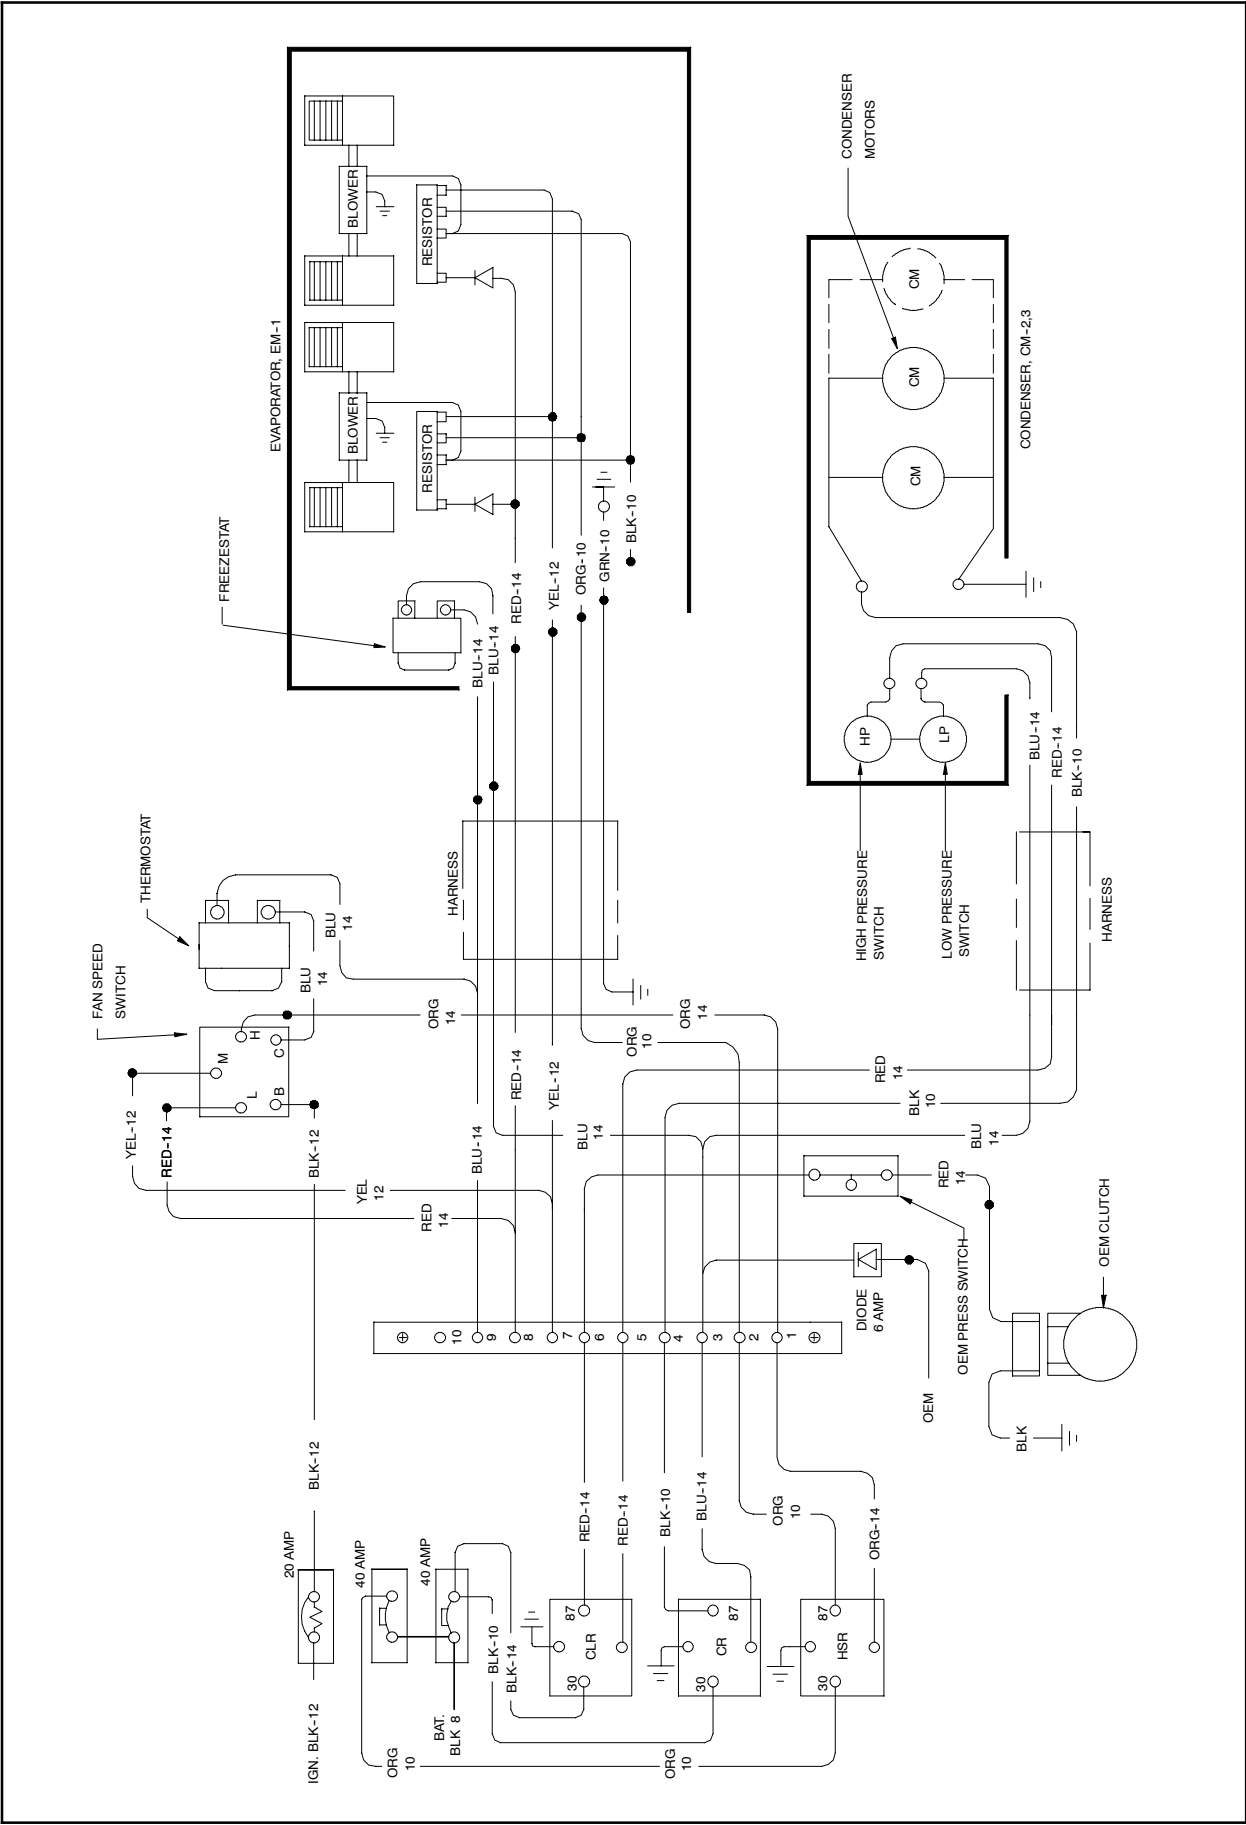 FAN SPEED
SWITCH
THERMOSTAT
FREEZESTAT
EVAPORATOR, EM-1
YEL-12
RED-14
M
L
H
B
C
IGN. BLK-12
20 AMP
BLK-12
BLK-12
BLU
14
BLU
14
BLOWER
BLOWER
40 AMP
YEL
12
ORG
10
40 AMP
RED
14
ORG
14
RESISTOR
RESISTOR
BAT.
BLK 8
10
HARNESS
9
BLU-14
BLU-14
BLU-14
BLK-10
BLK-14
8
RED-14
RED-14
7
YEL-12
YEL-12
30
87
CLR
RED-14
6
BLU
14
ORG-10
RED-14
5
ORG
10
GRN-10
BLK-10
ORG
10
BLK-10
4
ORG
14
30
87
CR
BLU-14
3
2
ORG
10
1
30
87
HSR
ORG-14
DIODE
6 AMP
RED
14
BLK
10
CONDENSER
MOTORS
HIGH PRESSURE
SWITCH
HP
CM
CM
CM
OEM
OEM PRESS SWITCH
RED
14
BLU
14
LOW PRESSURE
SWITCH
LP
BLK
BLU-14
RED-14
BLK-10
CONDENSER, CM-2,3
OEM CLUTCH
HARNESS